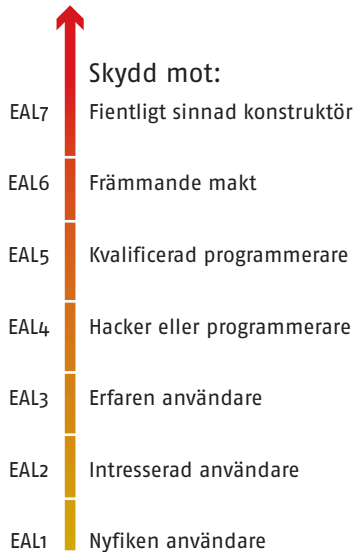 Skydd mot:
EAL7 Fientligt sinnad konstruktör
EAL6 Främmande makt
EAL5 Kvalificerad programmerare
EAL4 Hacker eller programmerare
EAL3 Erfaren användare
EAL2 Intresserad användare
EAL1 Nyfiken användare